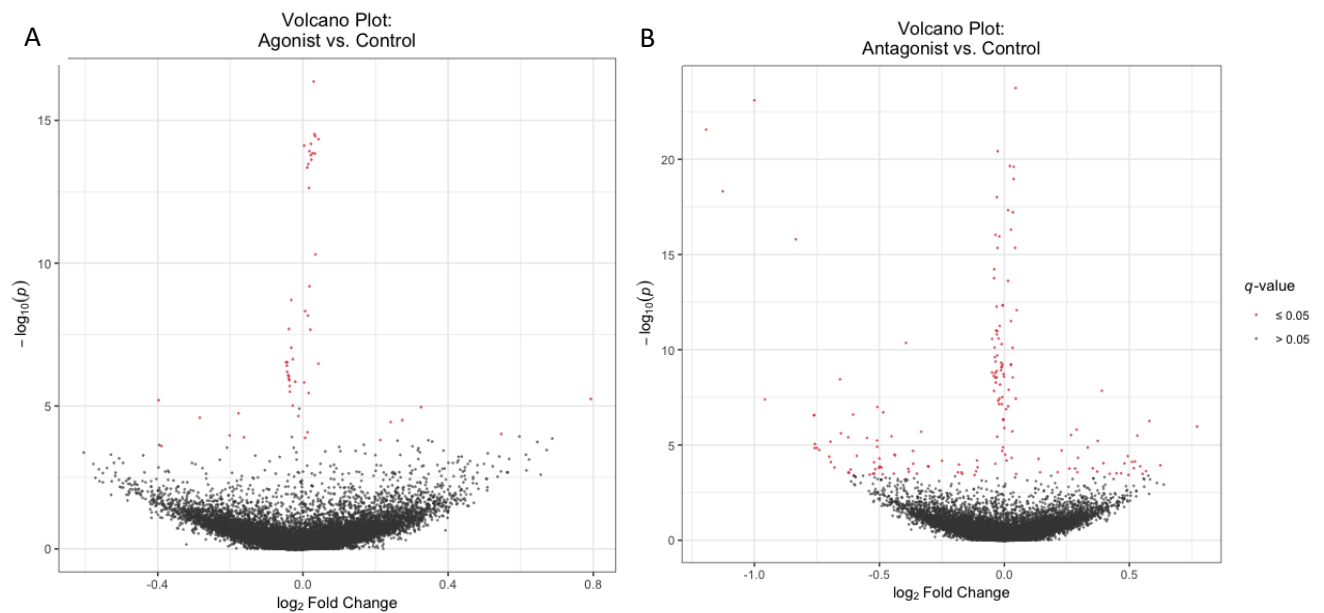 A
Volcano Plot:
Agonist vs. Control
− log₁₀(p)
15
10
5
0
-0.4
0.0
0.4
0.8
log₂ Fold Change
B
Volcano Plot:
Antagonist vs. Control
− log₁₀(p)
20
15
10
5
0
-1.0
-0.5
0.0
0.5
log₂ Fold Change
q-value
≤ 0.05
> 0.05